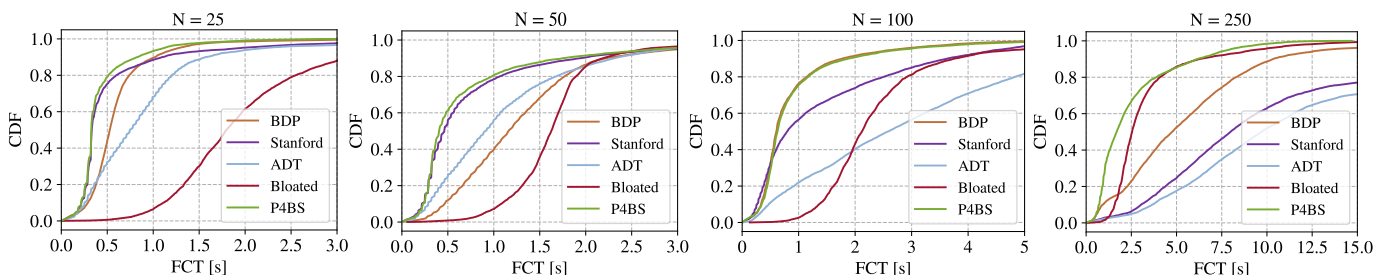 N = 25
CDF
1.0
0.8
0.6
0.4
0.2
0.0
BDP
Stanford
ADT
Bloated
P4BS
0.0 0.5 1.0 1.5 2.0 2.5 3.0
FCT [s]
N = 50
CDF
1.0
0.8
0.6
0.4
0.2
0.0
BDP
Stanford
ADT
Bloated
P4BS
0.0 0.5 1.0 1.5 2.0 2.5 3.0
FCT [s]
N = 100
CDF
1.0
0.8
0.6
0.4
0.2
0.0
BDP
Stanford
ADT
Bloated
P4BS
0 1 2 3 4 5
FCT [s]
N = 250
CDF
1.0
0.8
0.6
0.4
0.2
0.0
BDP
Stanford
ADT
Bloated
P4BS
0.0 2.5 5.0 7.5 10.0 12.5 15.0
FCT [s]